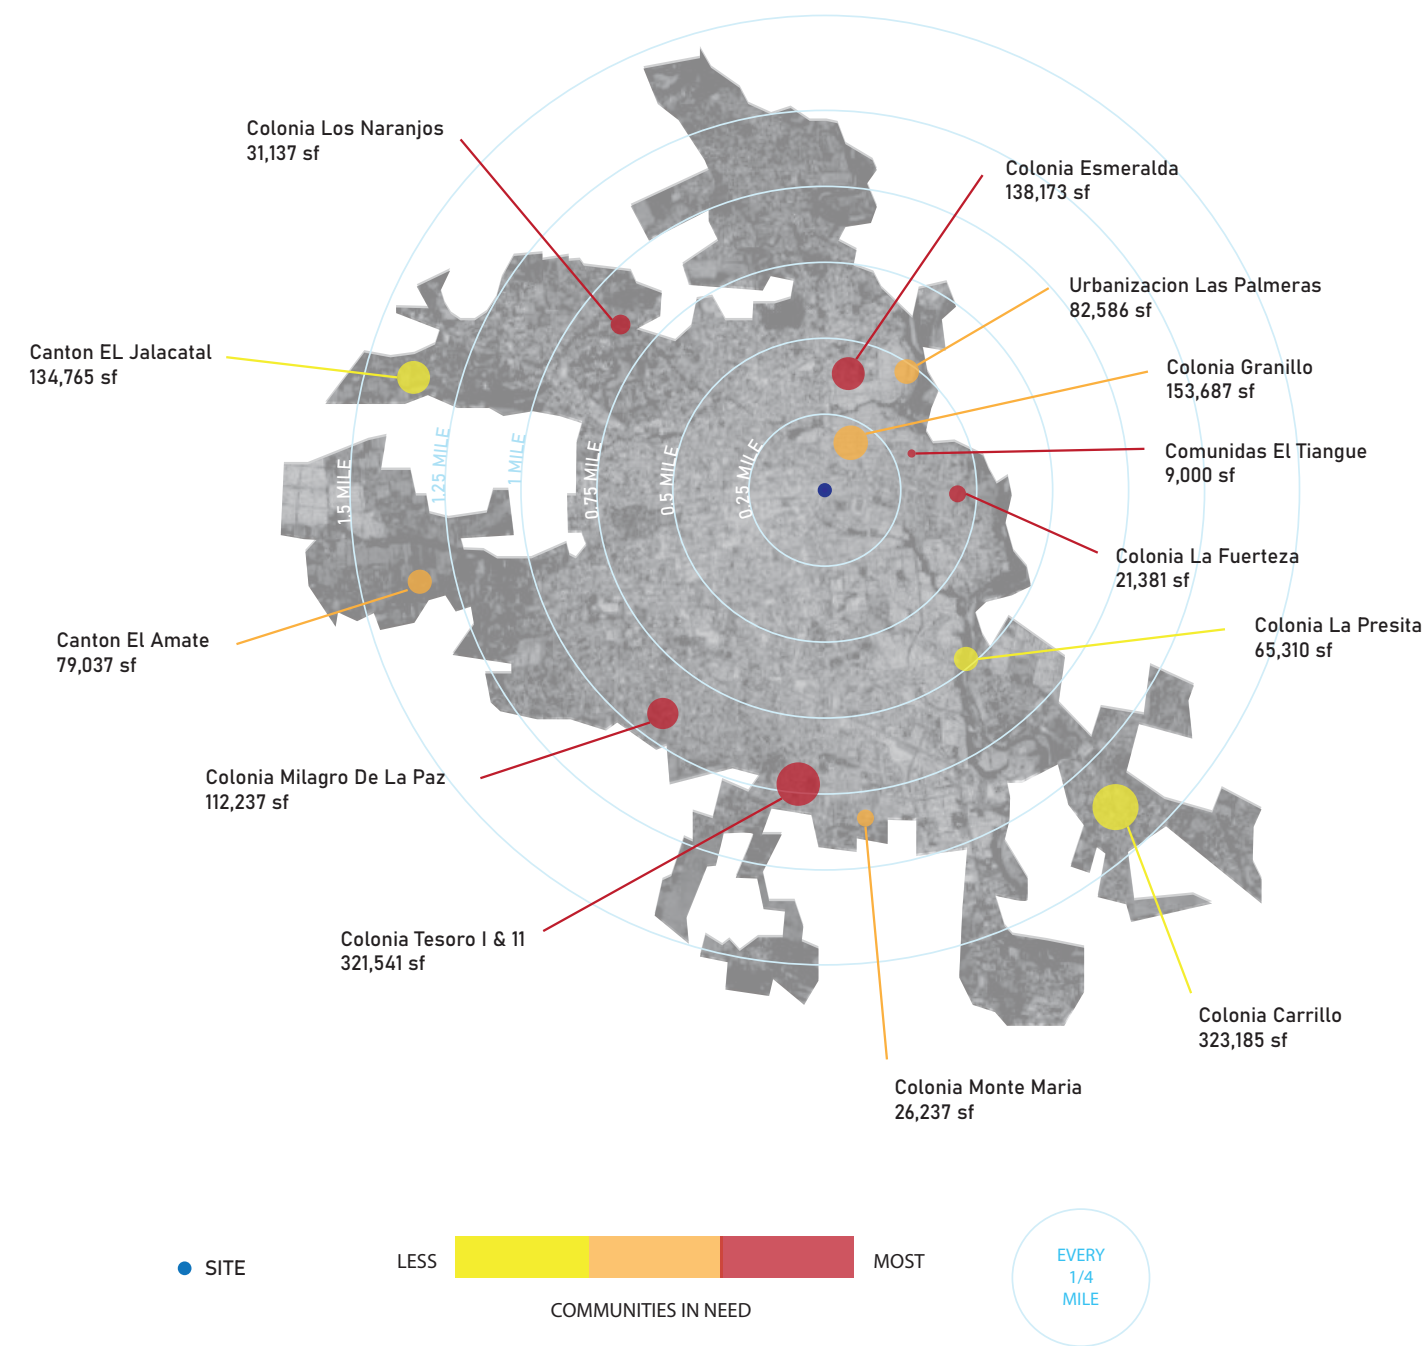 Colonia Los Naranjos
31,137 sf
Colonia Esmeralda
138,173 sf
Urbanizacion Las Palmeras
82,586 sf
Canton EL Jalacatal
134,765 sf
Colonia Granillo
153,687 sf
Comunidas El Tiangue
9,000 sf
1.5 MILE
1.25 MILE
1 MILE
0.75 MILE
0.5 MILE
0.25 MILE
Colonia La Fuerteza
21,381 sf
Colonia La Presita
65,310 sf
Canton El Amate
79,037 sf
Colonia Milagro De La Paz
112,237 sf
Colonia Tesoro I & 11
321,541 sf
Colonia Carrillo
323,185 sf
Colonia Monte Maria
26,237 sf
SITE
LESS
MOST
COMMUNITIES IN NEED
EVERY
1/4
MILE